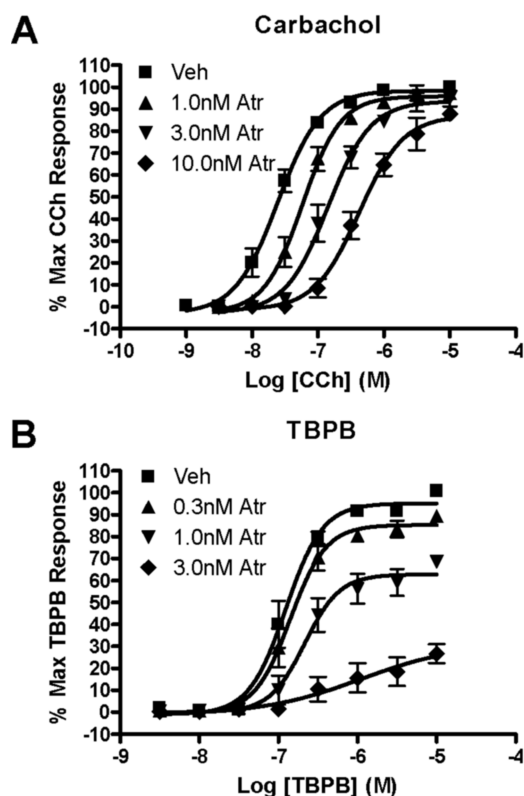 A
Carbachol
% Max CCh Response
110
100
90
80
70
60
50
40
30
20
10
0
-10
Veh
1.0nM Atr
3.0nM Atr
10.0nM Atr
-10 -9 -8 -7 -6 -5 -4
Log [CCh] (M)
B
TBPB
% Max TBPB Response
110
100
90
80
70
60
50
40
30
20
10
0
-10
Veh
0.3nM Atr
1.0nM Atr
3.0nM Atr
-9 -8 -7 -6 -5 -4
Log [TBPB] (M)